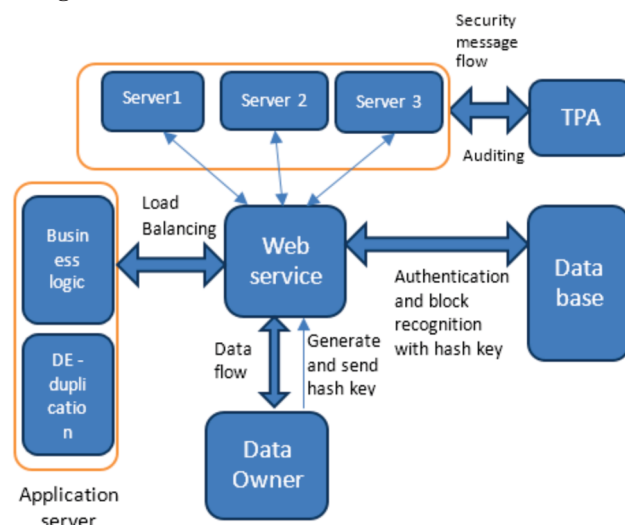 Security
message
flow
Server1
Server 2
Server 3
TPA
Auditing
Load
Balancing
Busin
ess
logic
Web
service
Data
base
Authentication
and block
recognition
with hash key
Data
flow
Generate
and send
hash key
DE -
dupli
catio
n
Data
Owner
Application
server